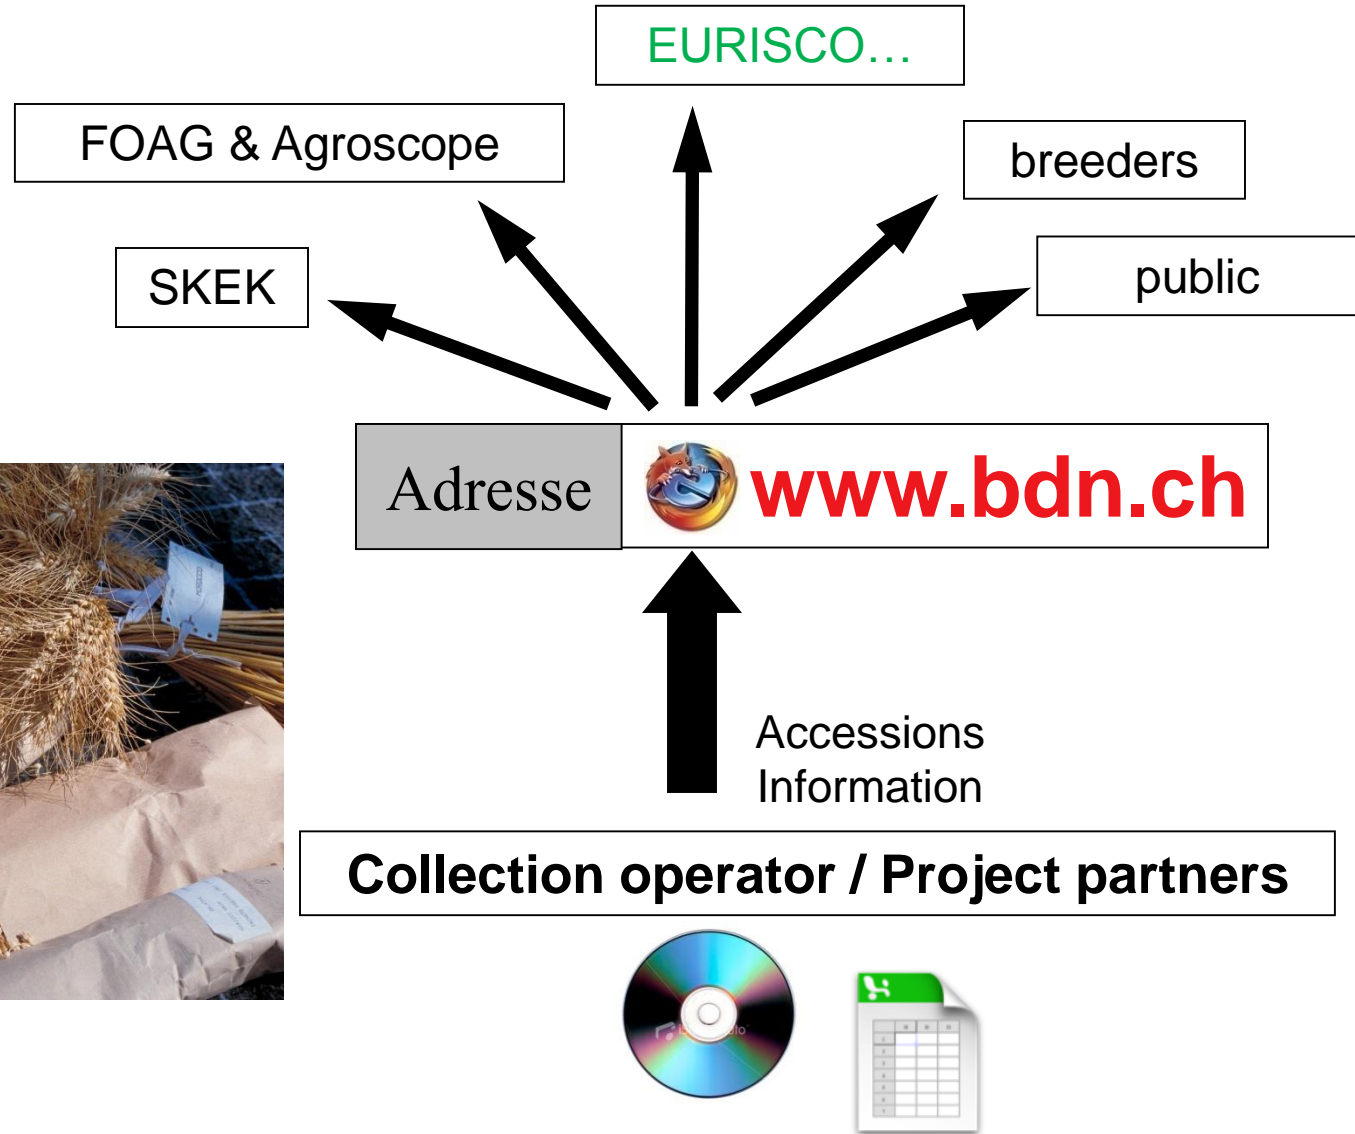 EURISCO…
FOAG & Agroscope
breeders
SKEK
public
Adresse
www.bdn.ch
Accessions
Information
Collection operator / Project partners